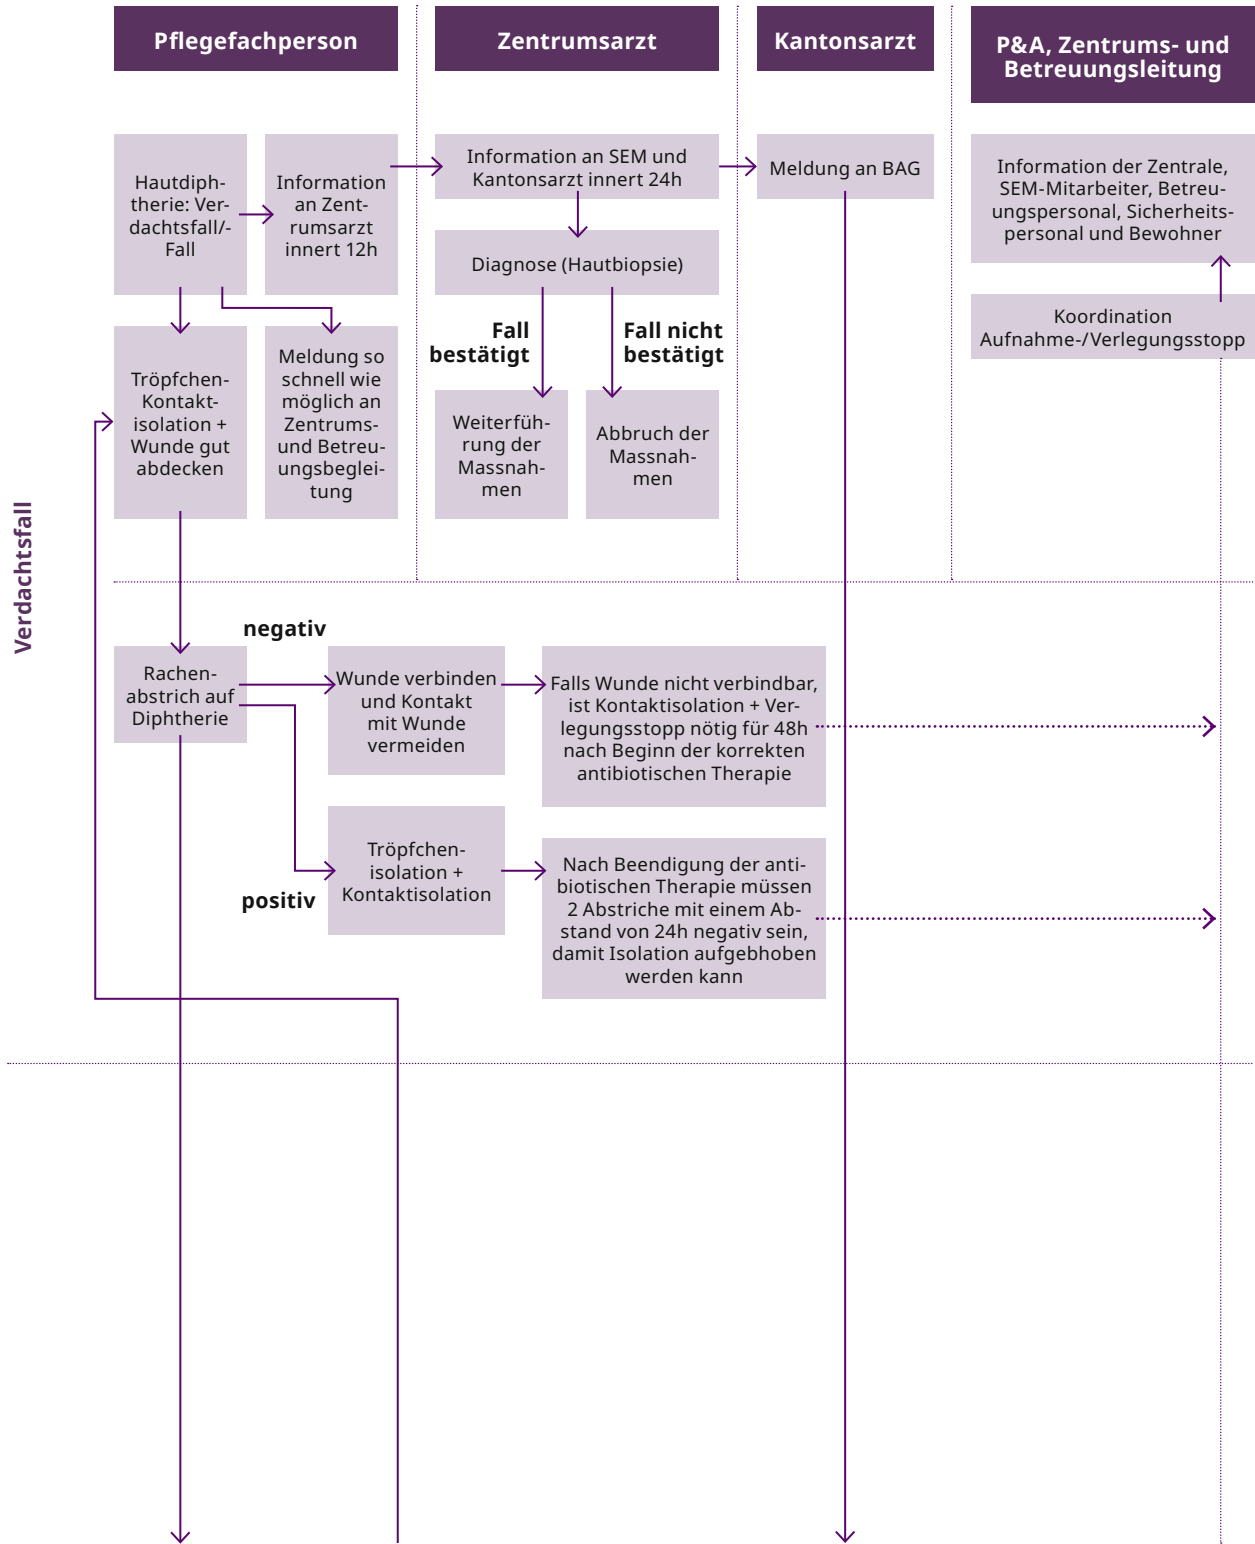 Pflegefachperson
Zentrumsarzt
Kantonsarzt
P&A, Zentrums- und
Betreuungsleitung
Hautdiph-
therie: Ver-
dachtsfall/-
Fall
Information
an Zent-
rumsarzt
innert 12h
Information an SEM und
Kantonsarzt innert 24h
Meldung an BAG
Information der Zentrale,
SEM-Mitarbeiter, Betreu-
ungspersonal, Sicherheits-
personal und Bewohner
Diagnose (Hautbiopsie)
Koordination
Aufnahme-/Verlegungsstopp
Fall
bestätigt
Fall nicht
bestätigt
Tröpfchen-
Kontakt-
isolation +
Wunde gut
abdecken
Meldung so
schnell wie
möglich an
Zentrums-
und Betreu-
ungsbeglei-
tung
Weiterfüh-
rung der
Massnah-
men
Abbruch der
Massnah-
men
Verdachtsfall
negativ
Rachen-
abstrich auf
Diphtherie
Wunde verbinden
und Kontakt
mit Wunde
vermeiden
Falls Wunde nicht verbindbar,
ist Kontaktisolation + Ver-
legungsstopp nötig für 48h
nach Beginn der korrekten
antibiotischen Therapie
positiv
Tröpfchen-
isolation +
Kontaktisolation
Nach Beendigung der anti-
biotischen Therapie müssen
2 Abstriche mit einem Ab-
stand von 24h negativ sein,
damit Isolation aufgebhoben
werden kann